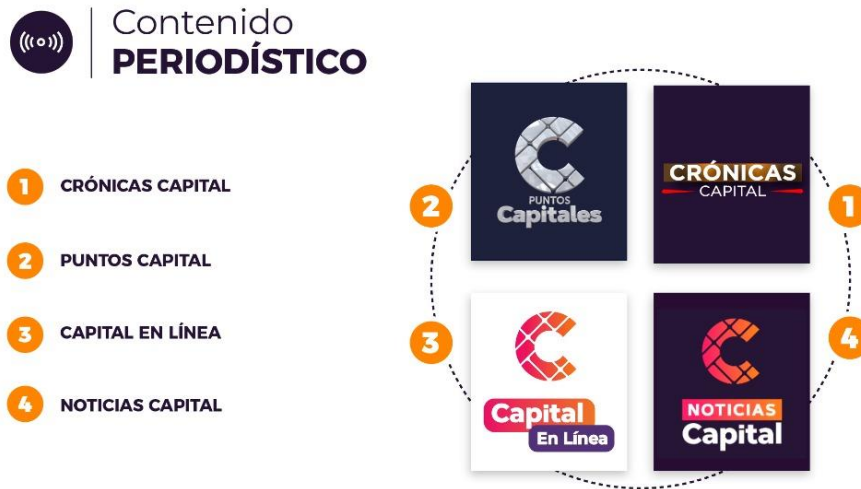 Contenido
PERIODÍSTICO
1 CRÓNICAS CAPITAL
2 PUNTOS CAPITAL
3 CAPITAL EN LÍNEA
4 NOTICIAS CAPITAL
2
PUNTOS
Capitales
CRÓNICAS
CAPITAL
1
3
Capital
En Línea
NOTICIAS
Capital
4